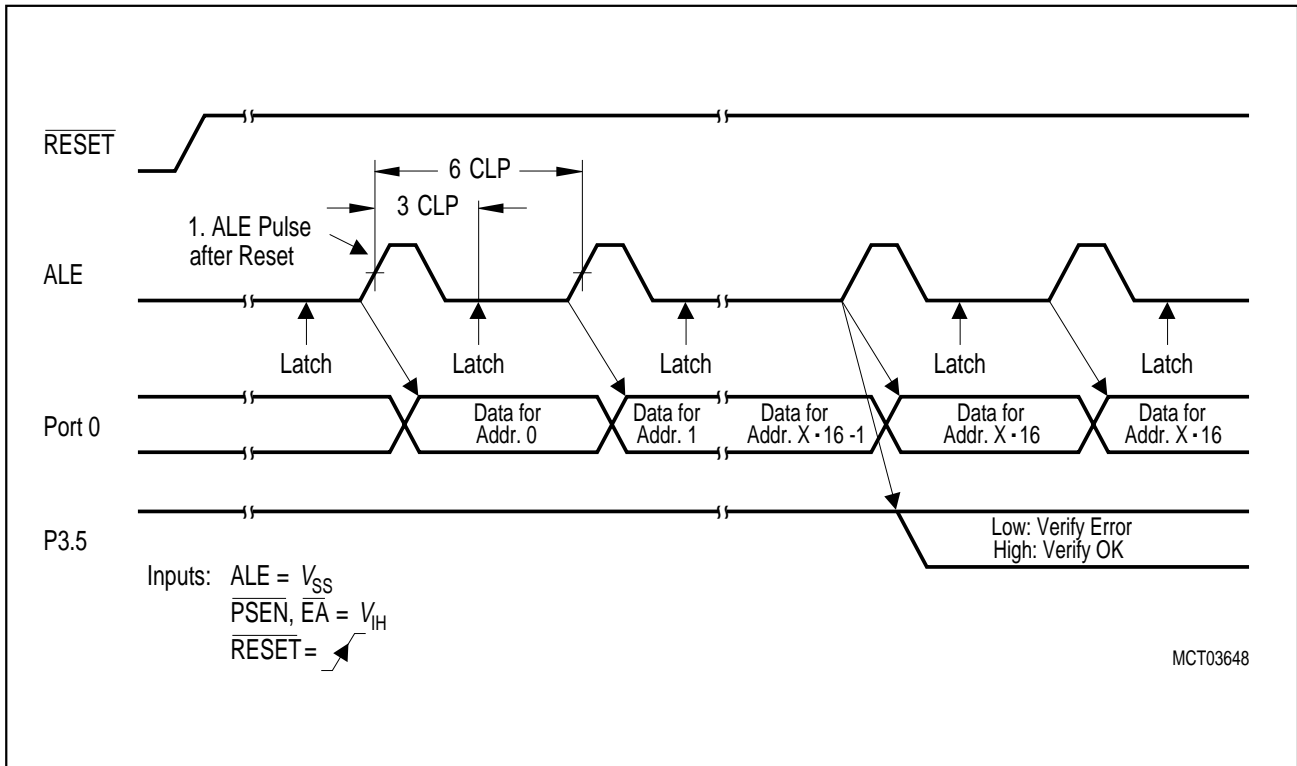 RESET
6 CLP
3 CLP
1. ALE Pulse
after Reset
ALE
Latch
Latch
Latch
Latch
Latch
Port 0
Data for
Addr. 0
Data for
Addr. 1
Data for
Addr. X · 16 -1
Data for
Addr. X · 16
Data for
Addr. X · 16
P3.5
Low: Verify Error
High: Verify OK
Inputs: ALE = VSS
PSEN, EA = VIH
RESET =
MCT03648